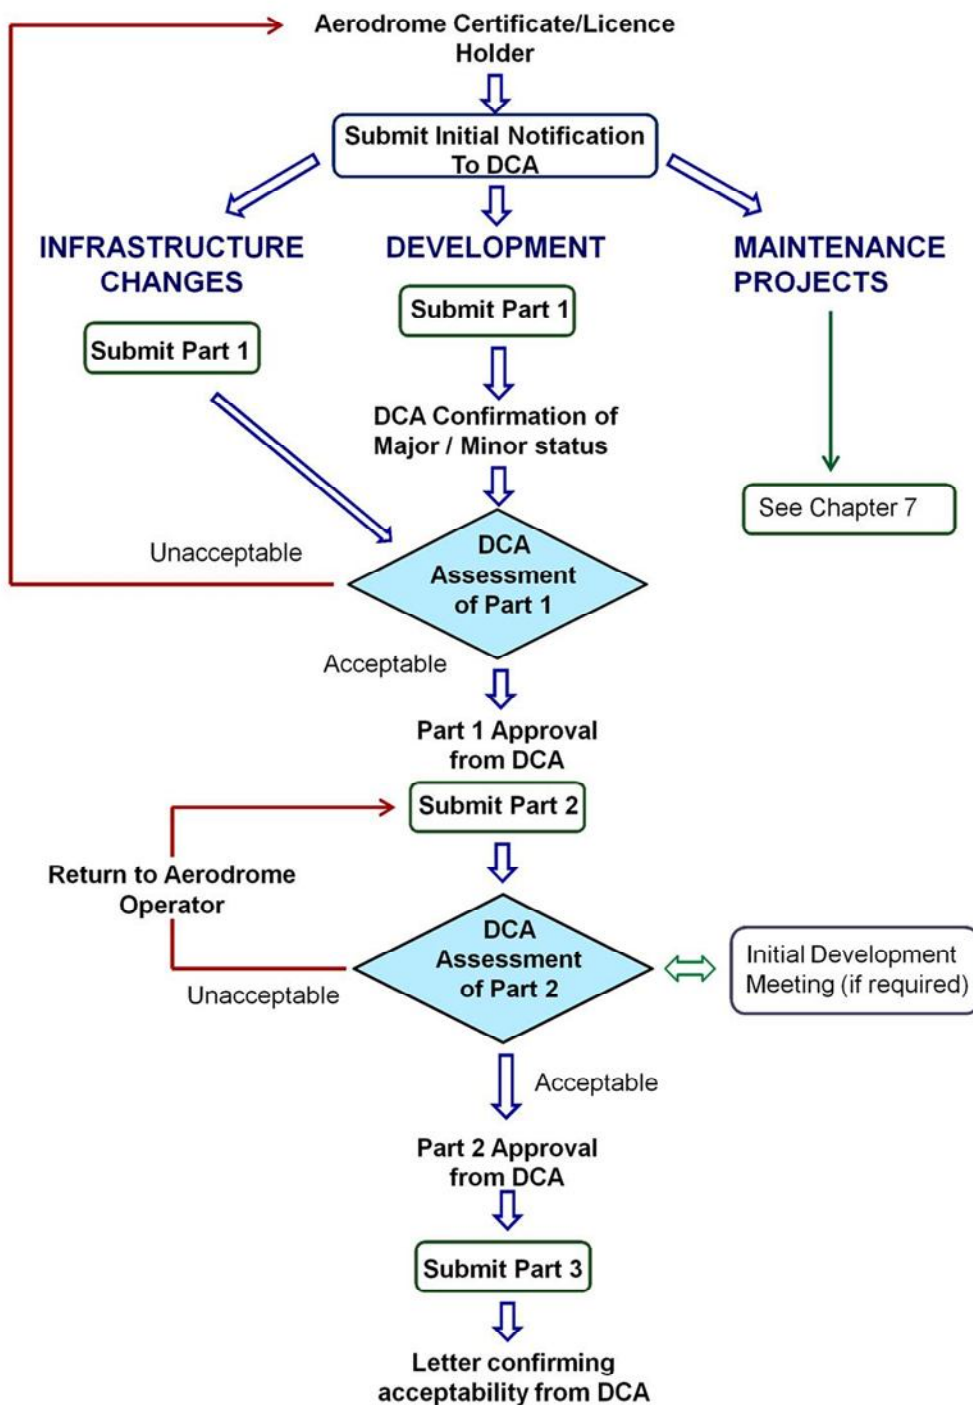 Aerodrome Certificate/Licence
Holder
Submit Initial Notification
To DCA
INFRASTRUCTURE
CHANGES
DEVELOPMENT
MAINTENANCE
PROJECTS
Submit Part 1
Submit Part 1
DCA Confirmation of
Major / Minor status
See Chapter 7
Unacceptable
DCA
Assessment
of Part 1
Acceptable
Part 1 Approval
from DCA
Submit Part 2
Return to Aerodrome
Operator
DCA
Assessment
of Part 2
Unacceptable
Initial Development
Meeting (if required)
Acceptable
Part 2 Approval
from DCA
Submit Part 3
Letter confirming
acceptability from DCA